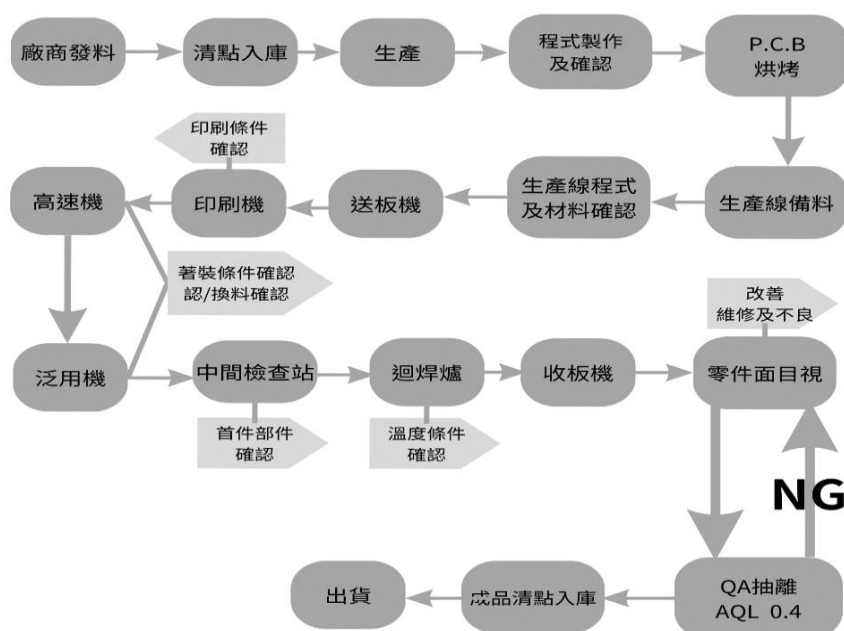 廠商發料
清點入庫
生產
程式製作
及確認
P.C.B
烘烤
印刷條件
確認
高速機
印刷機
送板機
生產線程式
及材料確認
生產線備料
著裝條件確認
認/換料確認
改善
維修及不良
泛用機
中間檢查站
迴焊爐
收板機
零件面目視
首件部件
確認
溫度條件
確認
NG
出貨
成品清點入庫
QA抽離
AQL 0.4